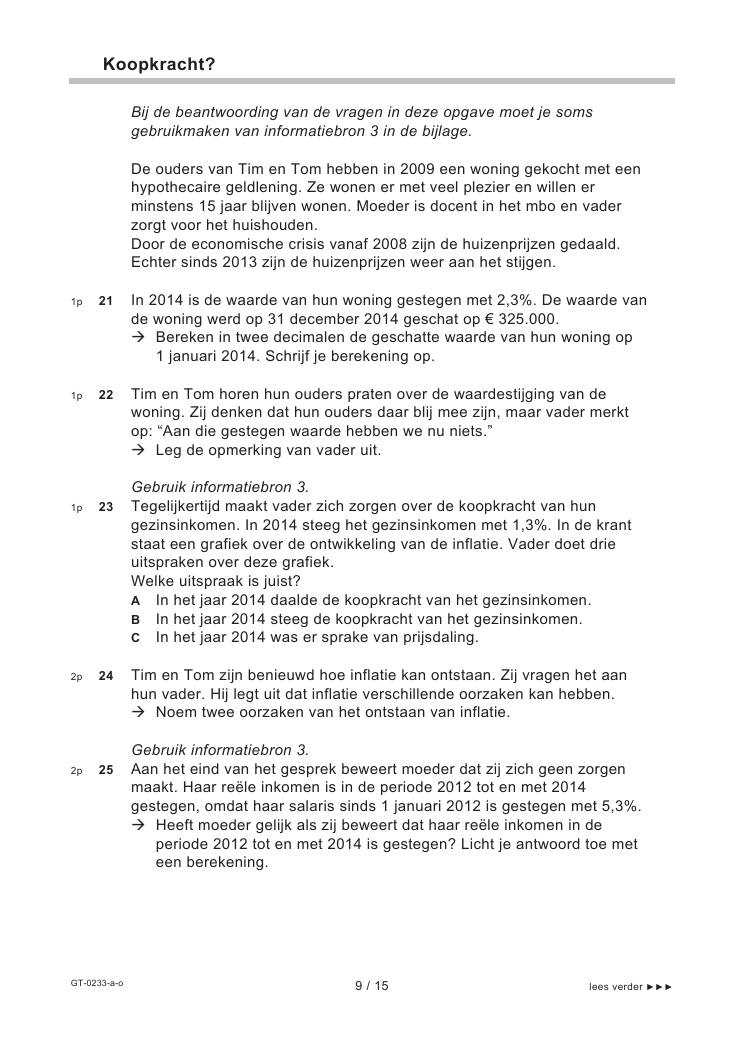 Koopkracht?
Bij de beantwoording van de vragen in deze opgave moet je soms
gebruikmaken van informatiebron 3 in de bijlage.
De ouders van Tim en Tom hebben in 2009 een woning gekocht met een
hypothecaire geldlening. Ze wonen er met veel plezier en willen er
minstens 15 jaar blijven wonen. Moeder is docent in het mbo en vader
zorgt voor het huishouden.
Door de economische crisis vanaf 2008 zijn de huizenprijzen gedaald.
Echter sinds 2013 zijn de huizenprijzen weer aan het stijgen.
1p 21 In 2014 is de waarde van hun woning gestegen met 2,3%. De waarde van
de woning werd op 31 december 2014 geschat op € 325.000.
→ Bereken in twee decimalen de geschatte waarde van hun woning op
1 januari 2014. Schrijf je berekening op.
1p 22 Tim en Tom horen hun ouders praten over de waardestijging van de
woning. Zij denken dat hun ouders daar blij mee zijn, maar vader merkt
op: “Aan die gestegen waarde hebben we nu niets.”
→ Leg de opmerking van vader uit.
Gebruik informatiebron 3.
1p 23 Tegelijkertijd maakt vader zich zorgen over de koopkracht van hun
gezinsinkomen. In 2014 steeg het gezinsinkomen met 1,3%. In de krant
staat een grafiek over de ontwikkeling van de inflatie. Vader doet drie
uitspraken over deze grafiek.
Welke uitspraak is juist?
A In het jaar 2014 daalde de koopkracht van het gezinsinkomen.
B In het jaar 2014 steeg de koopkracht van het gezinsinkomen.
C In het jaar 2014 was er sprake van prijsdaling.
2p 24 Tim en Tom zijn benieuwd hoe inflatie kan ontstaan. Zij vragen het aan
hun vader. Hij legt uit dat inflatie verschillende oorzaken kan hebben.
→ Noem twee oorzaken van het ontstaan van inflatie.
Gebruik informatiebron 3.
2p 25 Aan het eind van het gesprek beweert moeder dat zij zich geen zorgen
maakt. Haar reële inkomen is in de periode 2012 tot en met 2014
gestegen, omdat haar salaris sinds 1 januari 2012 is gestegen met 5,3%.
→ Heeft moeder gelijk als zij beweert dat haar reële inkomen in de
periode 2012 tot en met 2014 is gestegen? Licht je antwoord toe met
een berekening.
GT-0233-a-o 9 / 15 lees verder ►►►